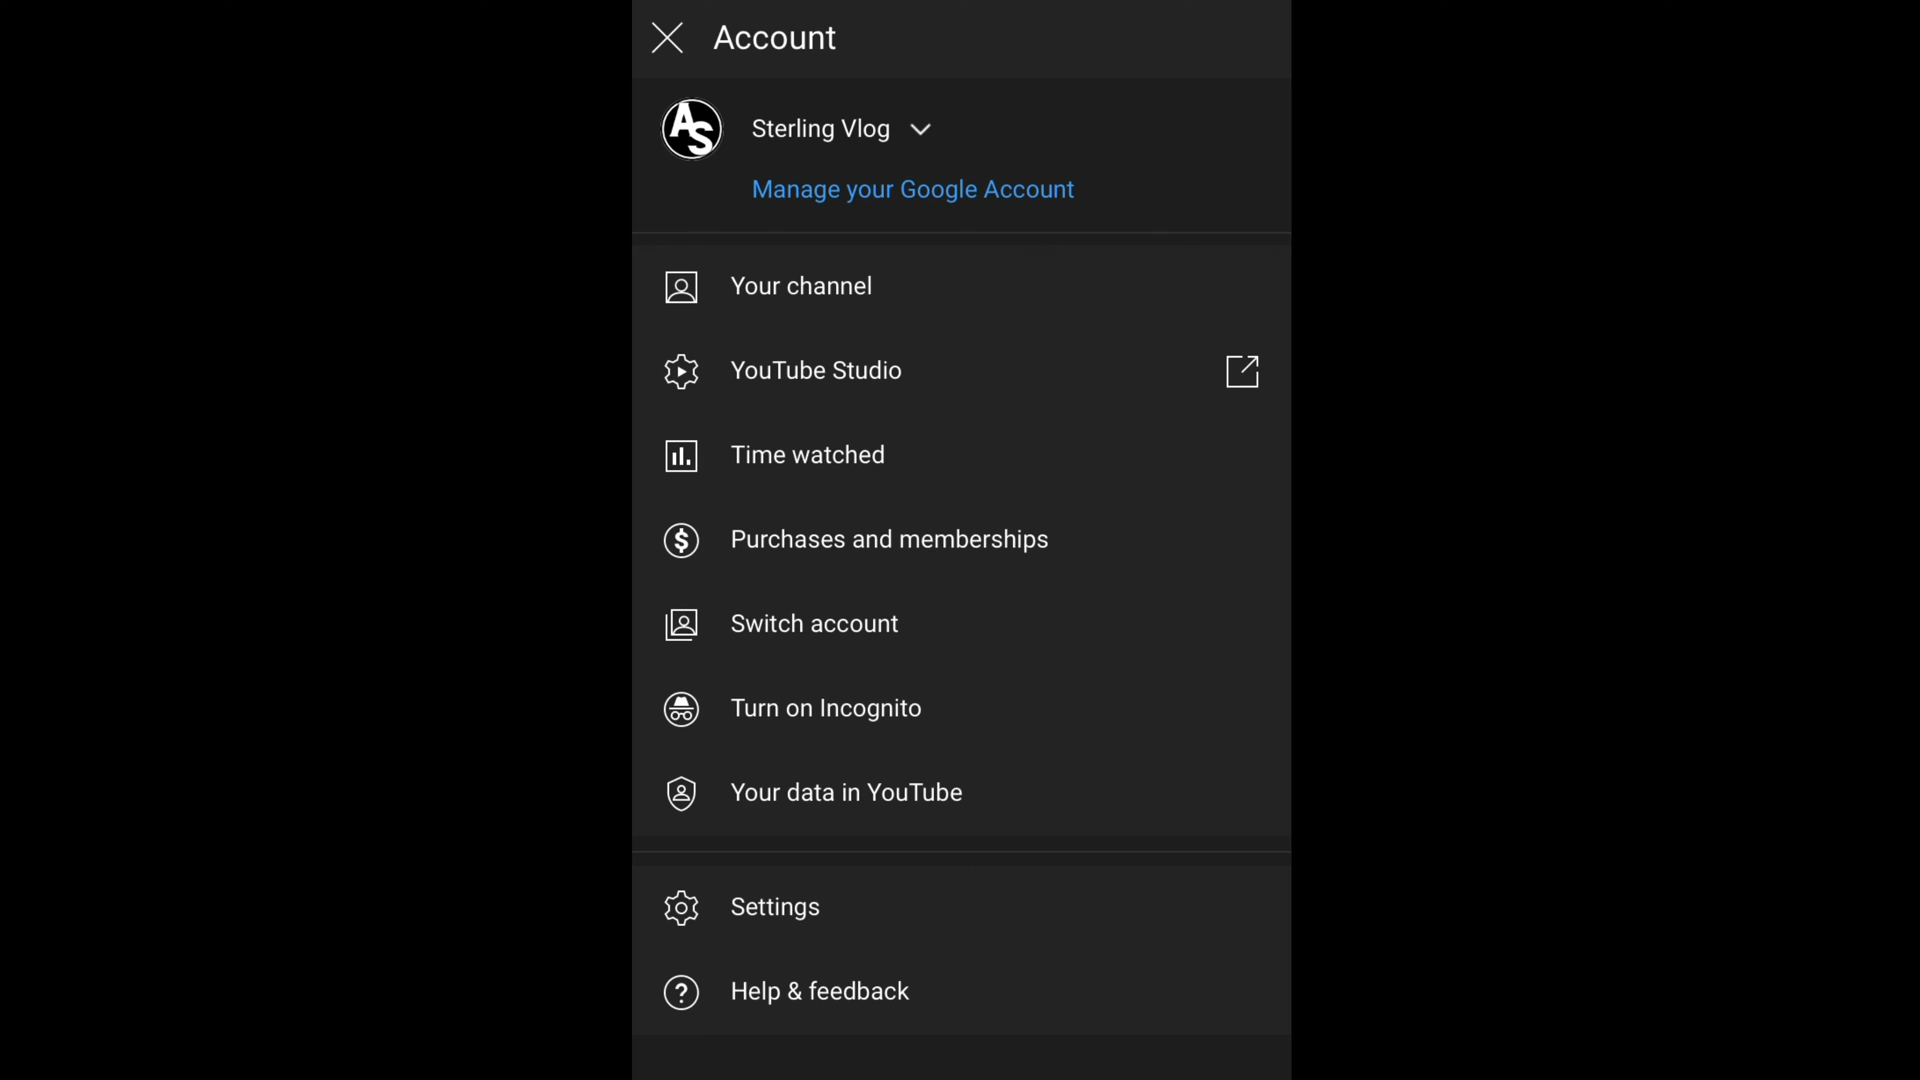 Account
AS
Sterling Vlog
Manage your Google Account
Your channel
YouTube Studio
Time watched
Purchases and memberships
Switch account
Turn on Incognito
Your data in YouTube
Settings
Help & feedback